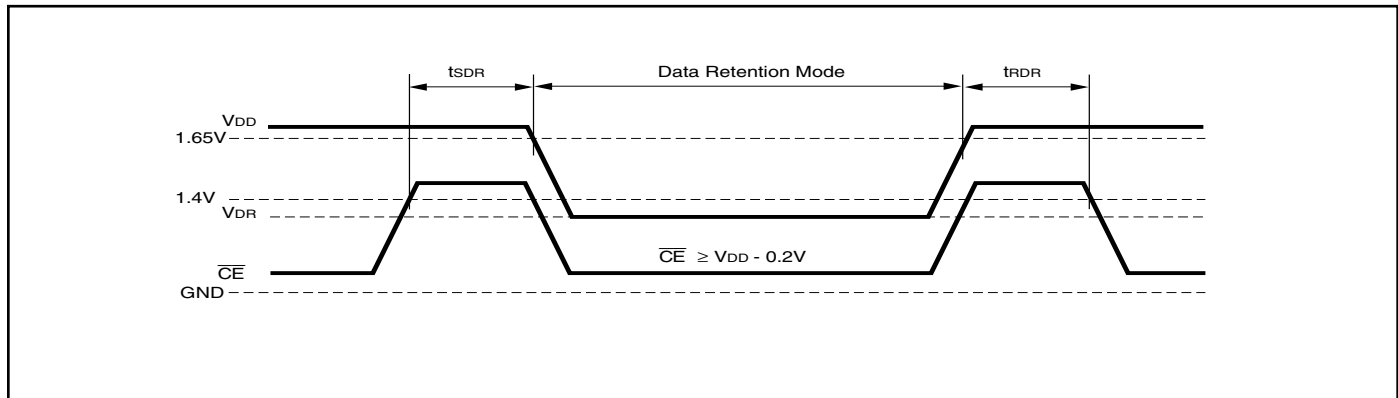 tSDR Data Retention Mode tRDR
VDD
1.65V
1.4V
VDR
CE ≥ VDD - 0.2V
CE
GND